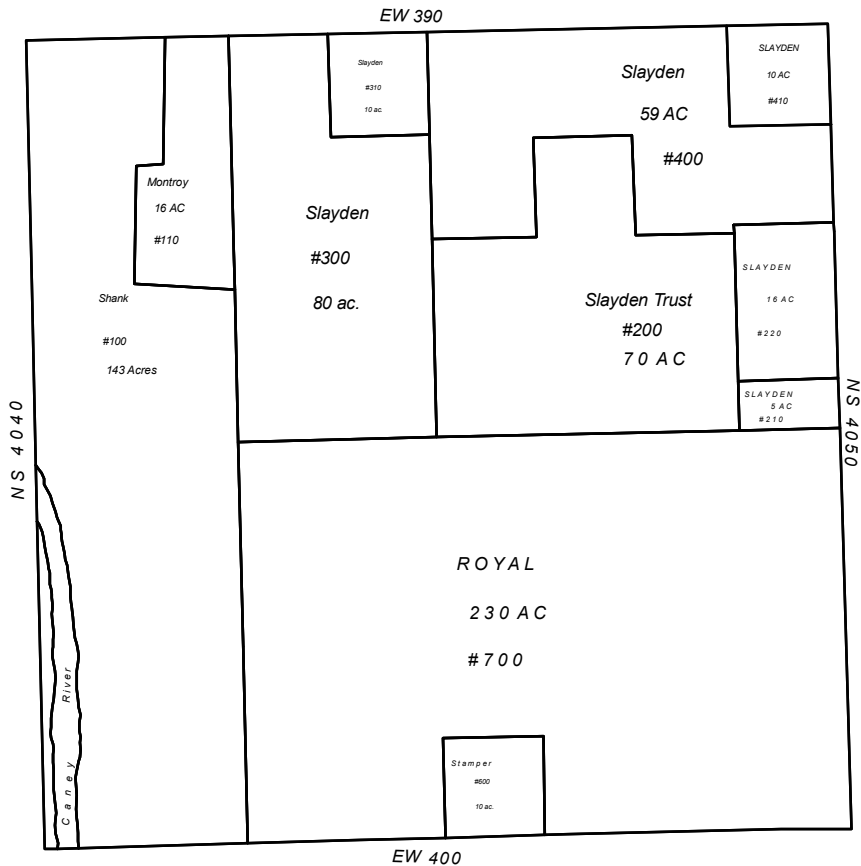 EW 390
Slayden
#310
10 ac.
Slayden
59 AC
#400
SLAYDEN
10 AC
#410
Montroy
16 AC
#110
Slayden
#300
80 ac.
Shank
#100
143 Acres
Slayden Trust
#200
70 AC
SLAYDEN
16 AC
#220
SLAYDEN
5 AC
#210
NS 4040
NS 4050
ROYAL
230 AC
#700
Caney River
Stamper
#600
10 ac.
EW 400